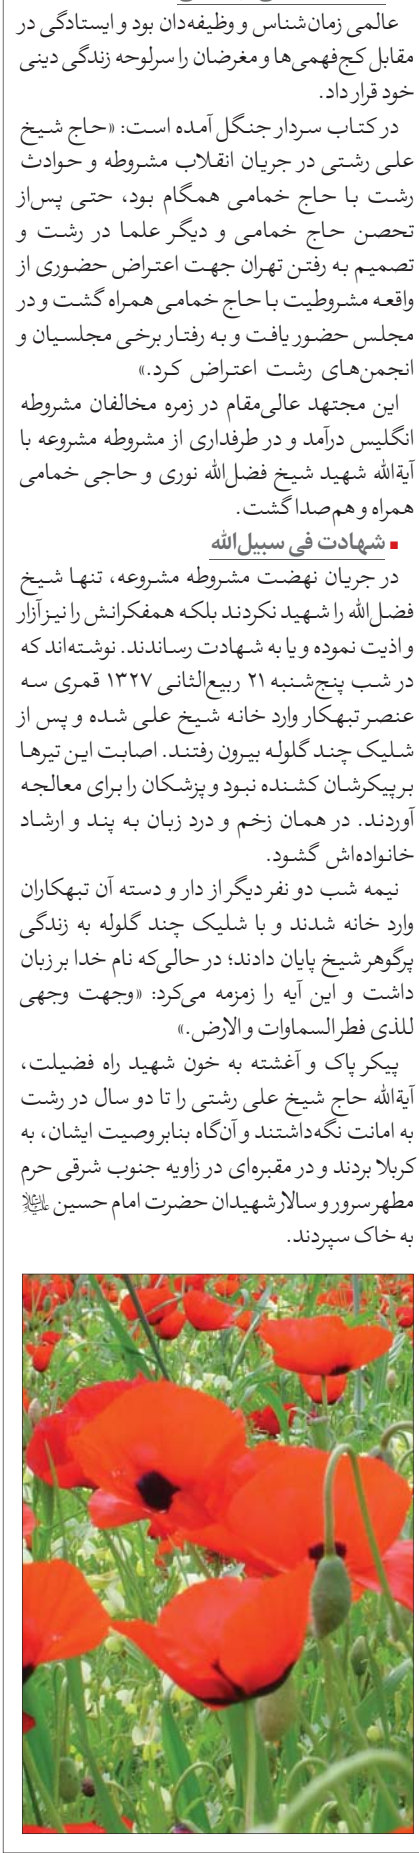 عالمی زمان‌شناس و وظیفه‌دان بود و ایستادگی در
مقابل کج‌فهمی‌ها و مغرضان را سرلوحه زندگی دینی
خود قرار داد.
در کتاب سردار جنگل آمده است: «حاج شیخ
علی رشتی در جریان انقلاب مشروطه و حوادث
رشت با حاج خمامی همگام بود، حتی پس‌از
تحصن حاج خمامی و دیگر علما در رشت و
تصمیم به رفتن تهران جهت اعتراض حضوری از
واقعه مشروطیت با حاج خمامی همراه گشت و در
مجلس حضور یافت و به رفتار برخی مجلسیان و
انجمن‌های رشت اعتراض کرد.»
این مجتهد عالی‌مقام در زمره مخالفان مشروطه
انگلیس درآمد و در طرفداری از مشروطه مشروعه با
آیةالله شهید شیخ فضل‌الله نوری و حاجی خمامی
همراه و هم‌صدا گشت.
■ شهادت فی سبیل‌الله
در جریان نهضت مشروطه مشروعه، تنها شیخ
فضل‌الله را شهید نکردند بلکه همفکرانش را نیز آزار
و اذیت نموده و یا به شهادت رساندند. نوشته‌اند که
در شب پنج‌شنبه ۲۱ ربیع‌الثانی ۱۳۲۷ قمری سه
عنصر تبهکار وارد خانه شیخ علی شده و پس از
شلیک چند گلوله بیرون رفتند. اصابت این تیرها
بر پیکرشان کشنده نبود و پزشکان را برای معالجه
آوردند. در همان زخم و درد زبان به پند و ارشاد
خانواده‌اش گشود.
نیمه شب دو نفر دیگر از دار و دسته آن تبهکاران
وارد خانه شدند و با شلیک چند گلوله به زندگی
پرگوهر شیخ پایان دادند؛ در حالی‌که نام خدا بر زبان
داشت و این آیه را زمزمه می‌کرد: «وجهت وجهی
للذی فطر السماوات و الارض.»
پیکر پاک و آغشته به خون شهید راه فضیلت،
آیةالله حاج شیخ علی رشتی را تا دو سال در رشت
به امانت نگه‌داشتند و آن‌گاه بنابر وصیت ایشان، به
کربلا بردند و در مقبره‌ای در زاویه جنوب شرقی حرم
مطهر سرور و سالار شهیدان حضرت امام حسین علیه‌السلام
به خاک سپردند.